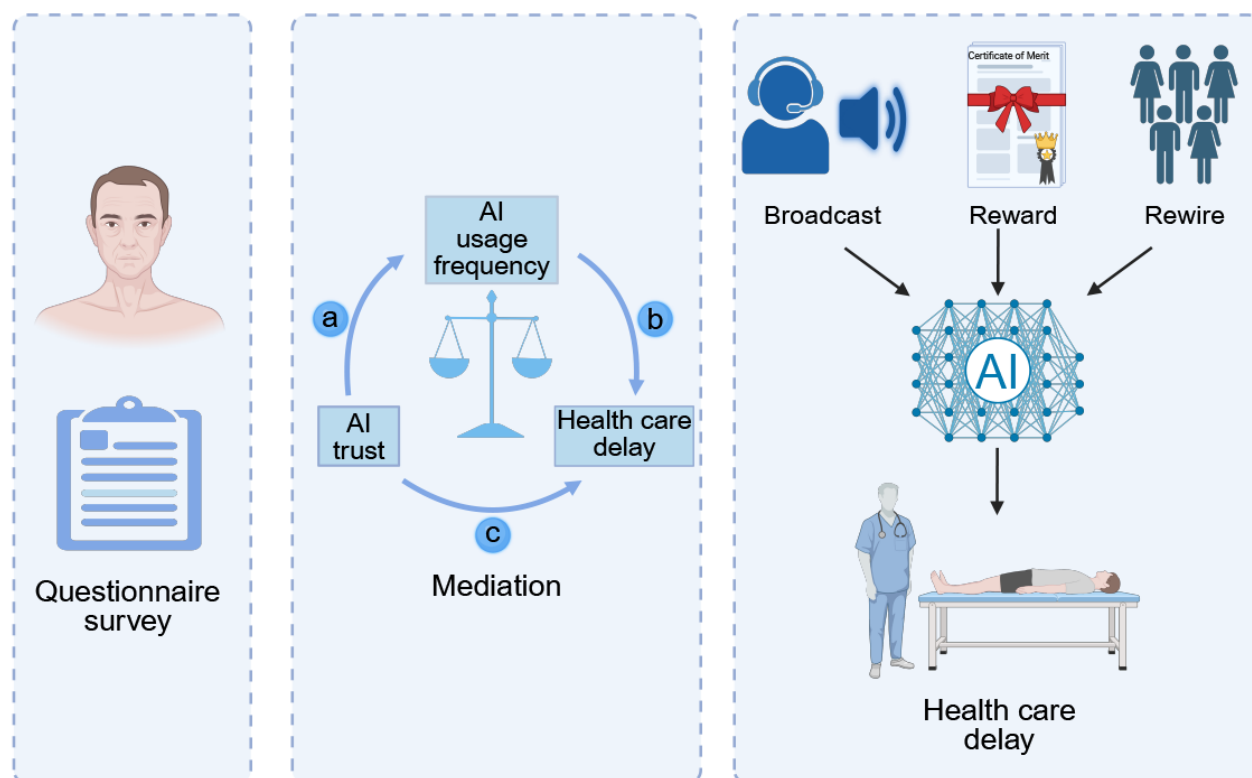 Questionnaire
survey
AI
usage
frequency
a
b
AI
trust
Health care
delay
c
Mediation
Certificate of Merit
Broadcast
Reward
Rewire
AI
Health care
delay